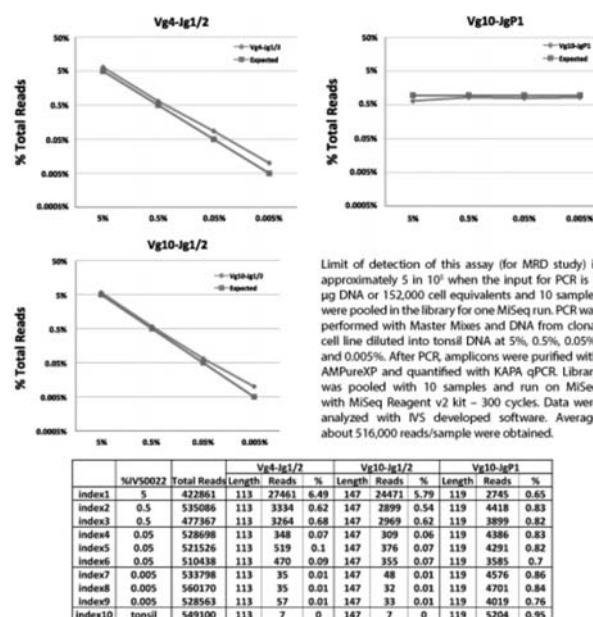 Vg4-Jg1/2
Vg10-JgP1
50%
5%
0.5%
0.05%
0.005%
0.0005%
% Total Reads
Vg4-Jg1/2
Expected
5% 0.5% 0.05% 0.005%
50%
5%
0.5%
0.05%
0.005%
0.0005%
% Total Reads
Vg10-JgP1
Expected
5% 0.5% 0.05% 0.005%
Vg10-Jg1/2
50%
5%
0.5%
0.05%
0.005%
0.0005%
% Total Reads
Vg10-Jg1/2
Expected
5% 0.5% 0.05% 0.005%
Limit of detection of this assay (for MRD study) i
approximately 5 in 10⁵ when the input for PCR is
µg DNA or 152,000 cell equivalents and 10 sample
were pooled in the library for one MiSeq run. PCR wa
performed with Master Mixes and DNA from clona
cell line diluted into tonsil DNA at 5%, 0.5%, 0.05%
and 0.005%. After PCR, amplicons were purified with
AMPureXP and quantified with KAPA qPCR. Librar
was pooled with 10 samples and run on MiSe
with MiSeq Reagent v2 kit – 300 cycles. Data were
analyzed with IVS developed software. Averag
about 516,000 reads/sample were obtained.
Vg4-Jg1/2 Vg10-Jg1/2 Vg10-JgP1
%IVS0022 Total Reads Length Reads % Length Reads % Length Reads %
index1 5 422861 113 27461 6.49 147 24471 5.79 119 2745 0.65
index2 0.5 535086 113 3334 0.62 147 2899 0.54 119 4418 0.83
index3 0.5 477367 113 3264 0.68 147 2969 0.62 119 3899 0.82
index4 0.05 528698 113 348 0.07 147 309 0.06 119 4386 0.83
index5 0.05 521526 113 519 0.1 147 376 0.07 119 4291 0.82
index6 0.05 510438 113 470 0.09 147 355 0.07 119 3585 0.7
index7 0.005 533798 113 35 0.01 147 48 0.01 119 4576 0.86
index8 0.005 560170 113 35 0.01 147 32 0.01 119 4701 0.84
index9 0.005 528563 113 57 0.01 147 33 0.01 119 4019 0.76
index10 tonsil 549100 113 7 0 147 7 0 119 5204 0.95